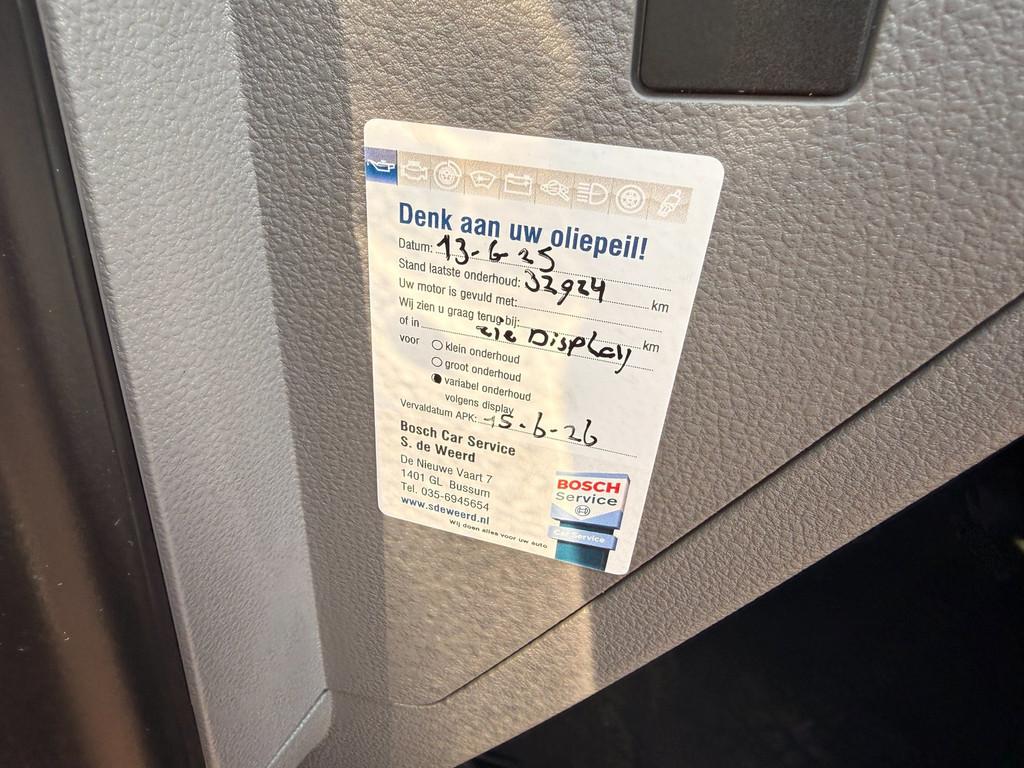 Denk aan uw oliepeil!
Datum: 13-6-25
Stand laatste onderhoud: 32924 km
Uw motor is gevuld met:
Wij zien u graag terug bij: km
of in zie Display
voor
klein onderhoud
groot onderhoud
variabel onderhoud
volgens display
Vervaldatum APK: 15-6-26
Bosch Car Service
S. de Weerd
De Nieuwe Vaart 7
1401 GL Bussum
Tel. 035-6945654
www.sdeweerd.nl
Wij doen alles voor uw auto
BOSCH
Service
Car Service